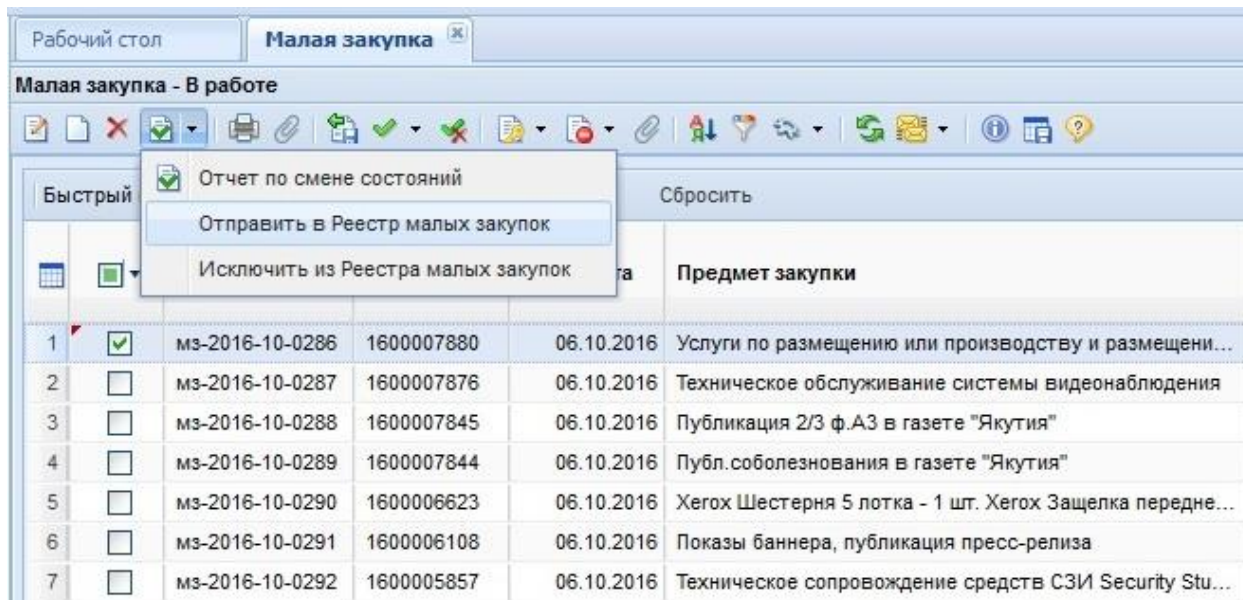 Рабочий стол Малая закупка
Малая закупка - В работе
Отчет по смене состояний
Быстрый Сбросить
Отправить в Реестр малых закупок
Исключить из Реестра малых закупок та Предмет закупки
1 мз-2016-10-0286 1600007880 06.10.2016 Услуги по размещению или производству и размещени...
2 мз-2016-10-0287 1600007876 06.10.2016 Техническое обслуживание системы видеонаблюдения
3 мз-2016-10-0288 1600007845 06.10.2016 Публикация 2/3 ф.А3 в газете "Якутия"
4 мз-2016-10-0289 1600007844 06.10.2016 Публ.соболезнования в газете "Якутия"
5 мз-2016-10-0290 1600006623 06.10.2016 Xerox Шестерня 5 лотка - 1 шт. Xerox Защелка передне...
6 мз-2016-10-0291 1600006108 06.10.2016 Показы баннера, публикация пресс-релиза
7 мз-2016-10-0292 1600005857 06.10.2016 Техническое сопровождение средств СЗИ Security Stu...